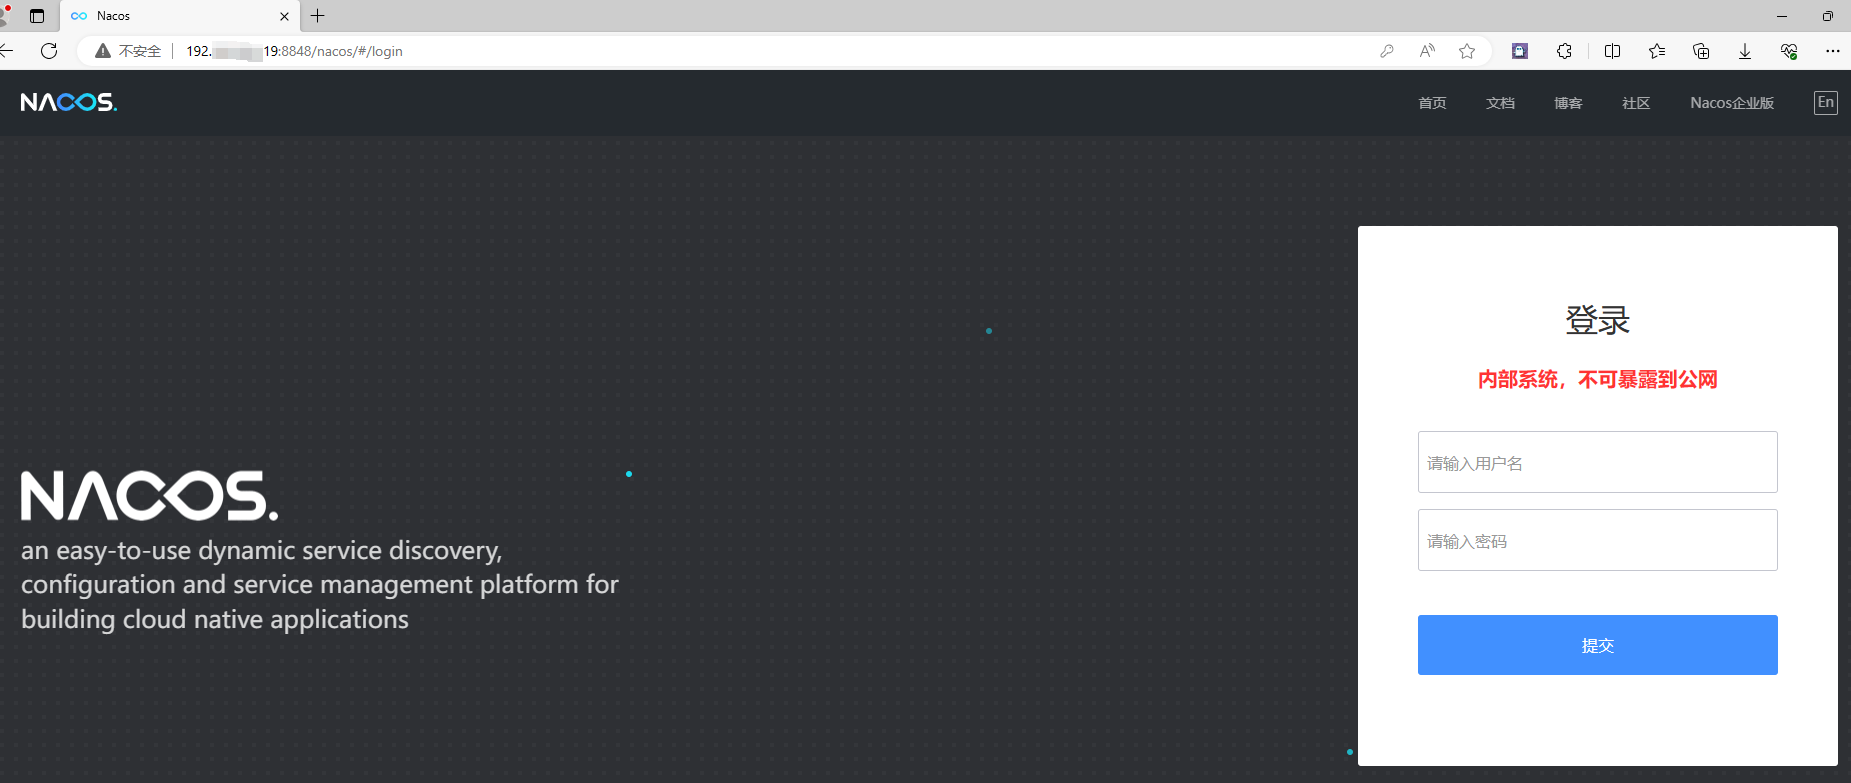 Nacos
不安全 192. 19:8848/nacos/#/login
NACOS.
首页 文档 博客 社区 Nacos企业版 En
登录
内部系统，不可暴露到公网
请输入用户名
请输入密码
提交
NACOS.
an easy-to-use dynamic service discovery,
configuration and service management platform for
building cloud native applications